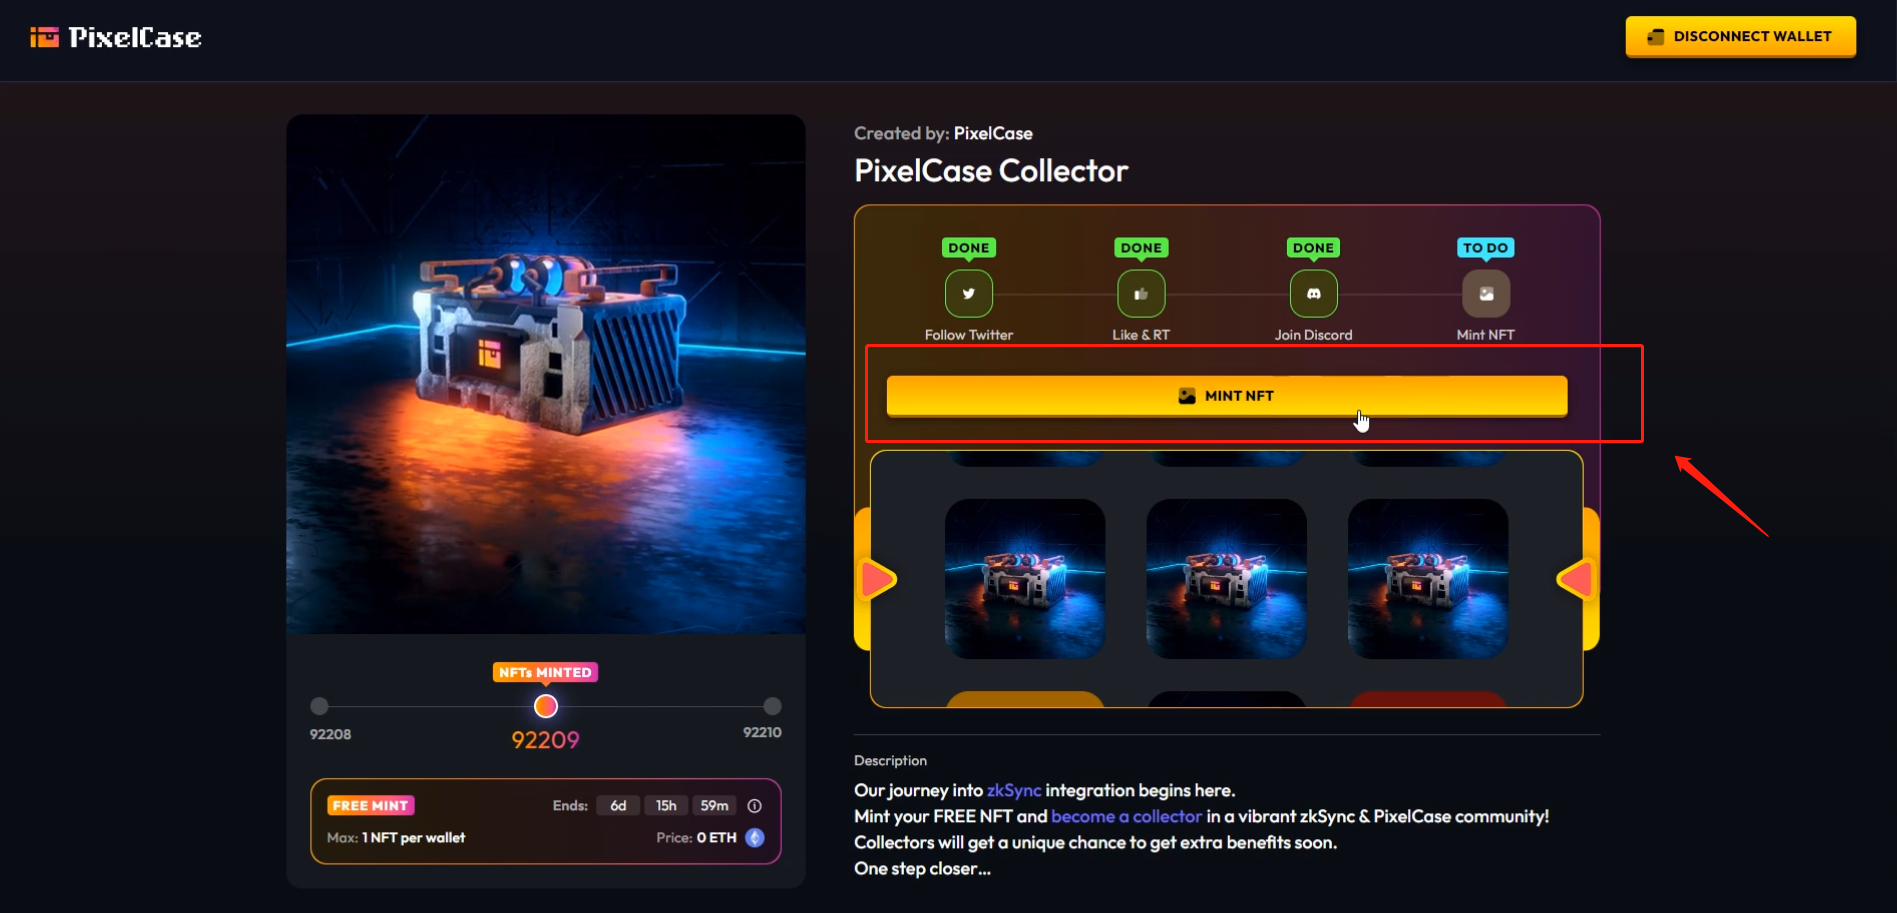 PixelCase
DISCONNECT WALLET
Created by: PixelCase
PixelCase Collector
DONE
DONE
DONE
TO DO
Follow Twitter
Like & RT
Join Discord
Mint NFT
MINT NFT
NFTs MINTED
92208
92209
92210
FREE MINT
Ends: 6d 15h 59m
Max: 1 NFT per wallet
Price: 0 ETH
Description
Our journey into zkSync integration begins here.
Mint your FREE NFT and become a collector in a vibrant zkSync & PixelCase community!
Collectors will get a unique chance to get extra benefits soon.
One step closer...